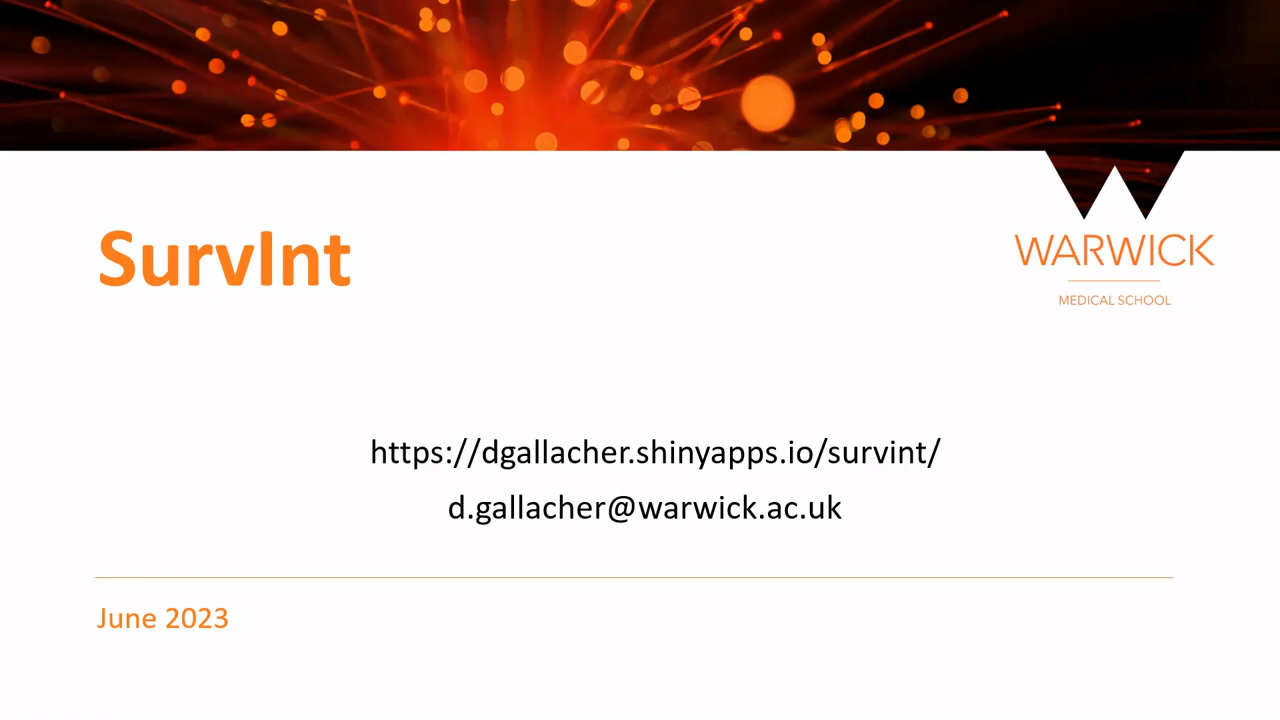 SurvInt
WARWICK
MEDICAL SCHOOL
https://dgallacher.shinyapps.io/survint/
d.gallacher@warwick.ac.uk
June 2023